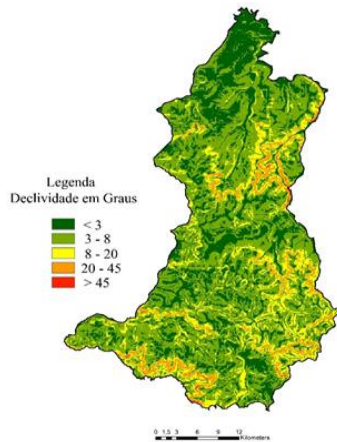 Legenda
Declividade em Graus
< 3
3 - 8
8 - 20
20 - 45
> 45
0 1,5 3 6 9 12
Kilometers